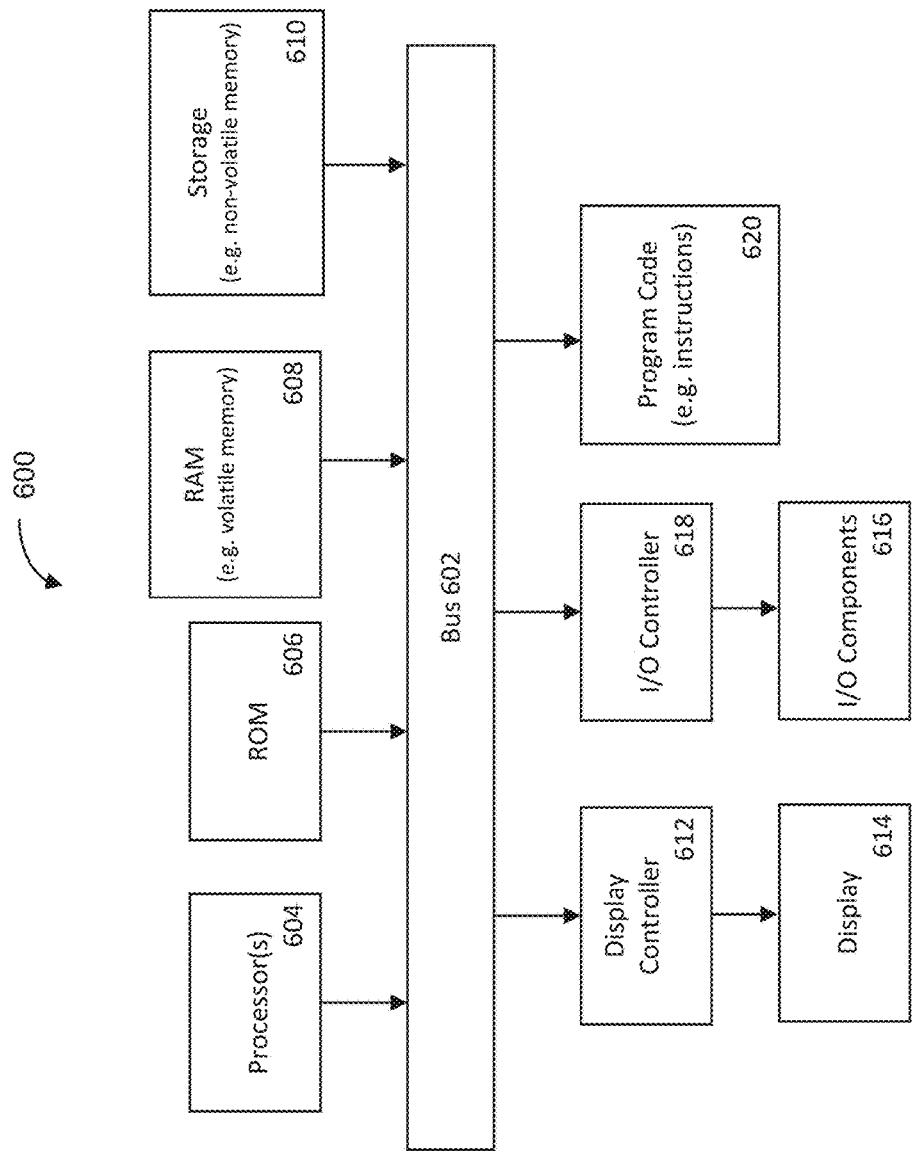 600
Processor(s)
604
ROM
606
RAM
(e.g. volatile memory)
608
Storage
(e.g. non-volatile memory)
610
Bus 602
Display
Controller
612
I/O Controller
618
Program Code
(e.g. instructions)
620
Display
614
I/O Components
616